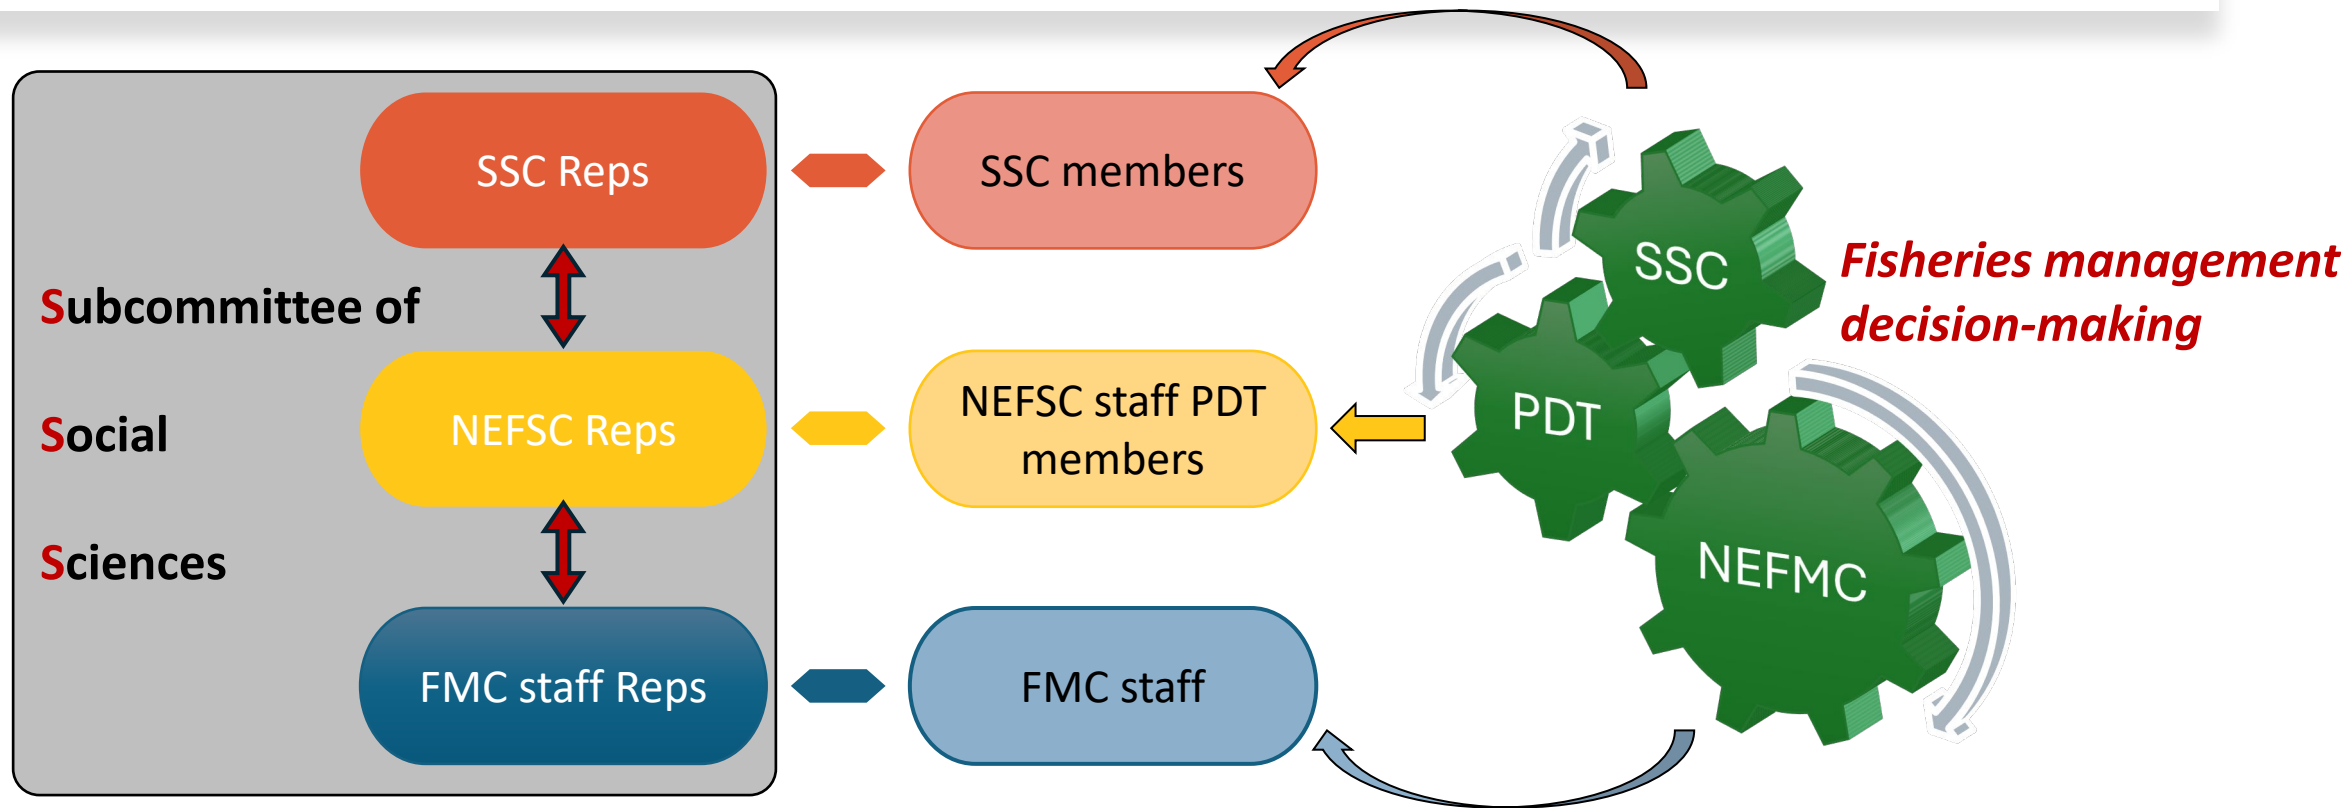 Subcommittee of
Social
Sciences
SSC Reps
NEFSC Reps
FMC staff Reps
SSC members
NEFSC staff PDT
members
FMC staff
SSC
PDT
NEFMC
Fisheries management
decision-making